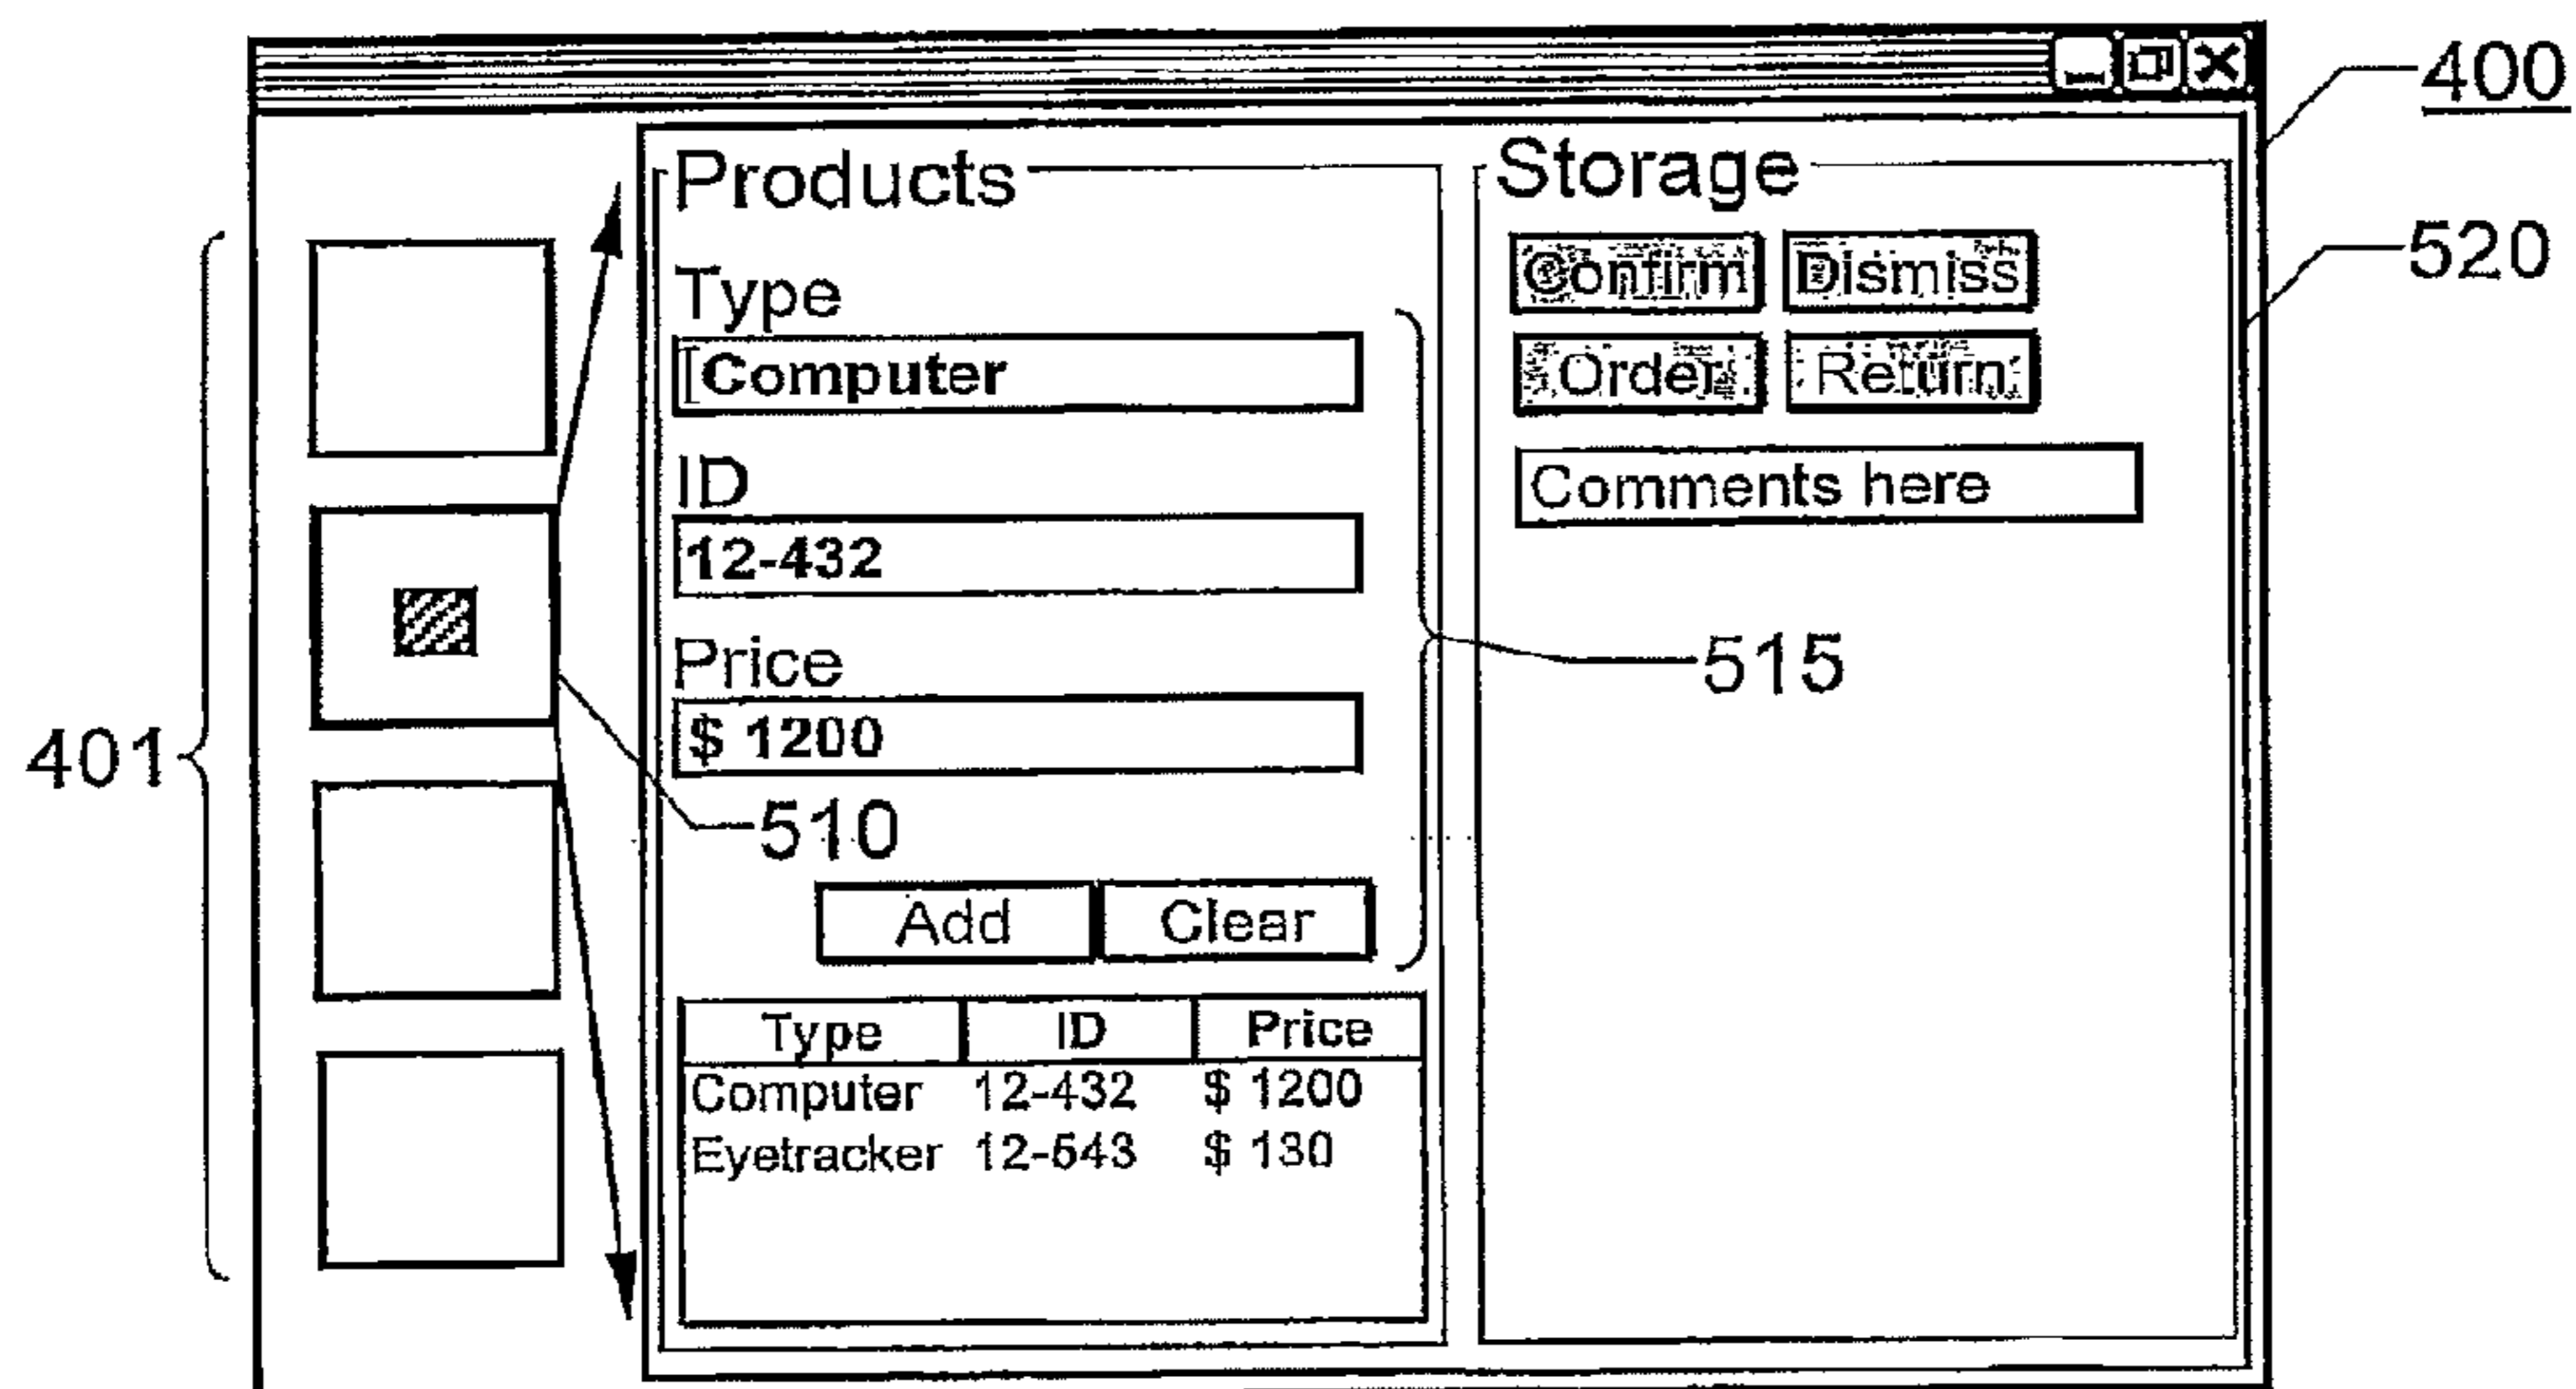 400
Products
Storage
520
Confirm Dismiss
Type
Computer
Order Return
ID
Comments here
12-432
Price
515
$ 1200
401
510
Add Clear
Type ID Price
Computer 12-432 $ 1200
Eyetracker 12-543 $ 130